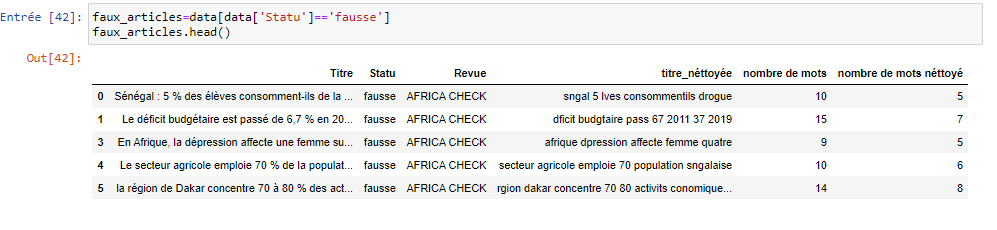 Entrée [42]: faux_articles=data[data['Statu']=='fausse']
faux_articles.head()
Out[42]:
Titre Statu Revue titre_néttoyée nombre de mots nombre de mots néttoyé
0 Sénégal : 5 % des élèves consomment-ils de la ... fausse AFRICA CHECK sngal 5 lves consommentils drogue 10 5
1 Le déficit budgétaire est passé de 6,7 % en 20... fausse AFRICA CHECK dficit budgtaire pass 67 2011 37 2019 15 7
3 En Afrique, la dépression affecte une femme su... fausse AFRICA CHECK afrique dpression affecte femme quatre 9 5
4 Le secteur agricole emploie 70 % de la populat... fausse AFRICA CHECK secteur agricole emploie 70 population sngalaise 10 6
5 la région de Dakar concentre 70 à 80 % des act... fausse AFRICA CHECK rgion dakar concentre 70 80 activits conomique... 14 8